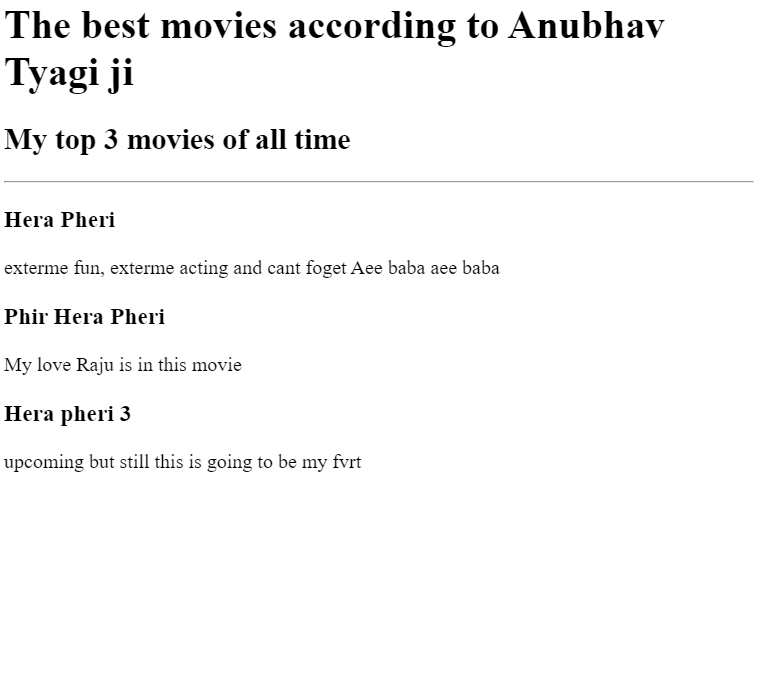 The best movies according to Anubhav
Tyagi ji
My top 3 movies of all time
Hera Pheri
exterme fun, exterme acting and cant foget Aee baba aee baba
Phir Hera Pheri
My love Raju is in this movie
Hera pheri 3
upcoming but still this is going to be my fvrt